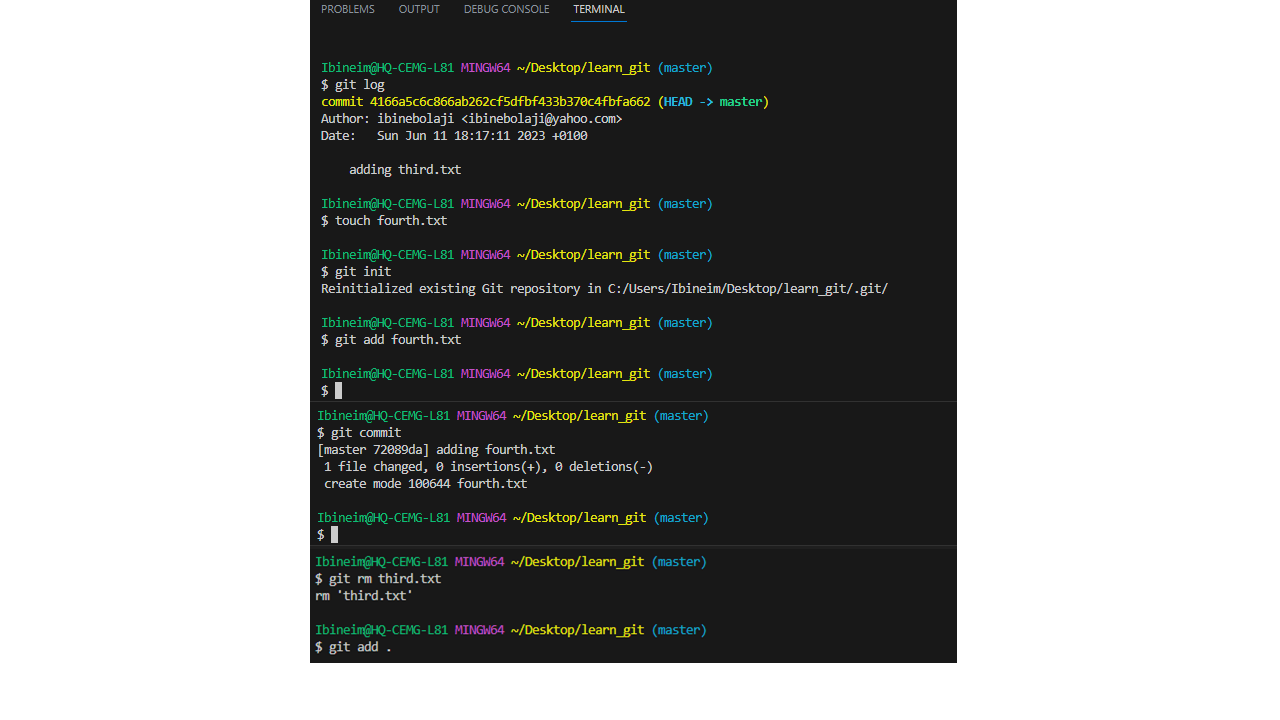 PROBLEMS OUTPUT DEBUG CONSOLE TERMINAL
Ibineim@HQ-CEMG-L81 MINGW64 ~/Desktop/learn_git (master)
$ git log
commit 4166a5c6c866ab262cf5dfbf433b370c4fbfa662 (HEAD -> master)
Author: ibinebolaji <ibinebolaji@yahoo.com>
Date:   Sun Jun 11 18:17:11 2023 +0100
    adding third.txt
Ibineim@HQ-CEMG-L81 MINGW64 ~/Desktop/learn_git (master)
$ touch fourth.txt
Ibineim@HQ-CEMG-L81 MINGW64 ~/Desktop/learn_git (master)
$ git init
Reinitialized existing Git repository in C:/Users/Ibineim/Desktop/learn_git/.git/
Ibineim@HQ-CEMG-L81 MINGW64 ~/Desktop/learn_git (master)
$ git add fourth.txt
Ibineim@HQ-CEMG-L81 MINGW64 ~/Desktop/learn_git (master)
$
Ibineim@HQ-CEMG-L81 MINGW64 ~/Desktop/learn_git (master)
$ git commit
[master 72089da] adding fourth.txt
 1 file changed, 0 insertions(+), 0 deletions(-)
 create mode 100644 fourth.txt
Ibineim@HQ-CEMG-L81 MINGW64 ~/Desktop/learn_git (master)
$
Ibineim@HQ-CEMG-L81 MINGW64 ~/Desktop/learn_git (master)
$ git rm third.txt
rm 'third.txt'
Ibineim@HQ-CEMG-L81 MINGW64 ~/Desktop/learn_git (master)
$ git add .